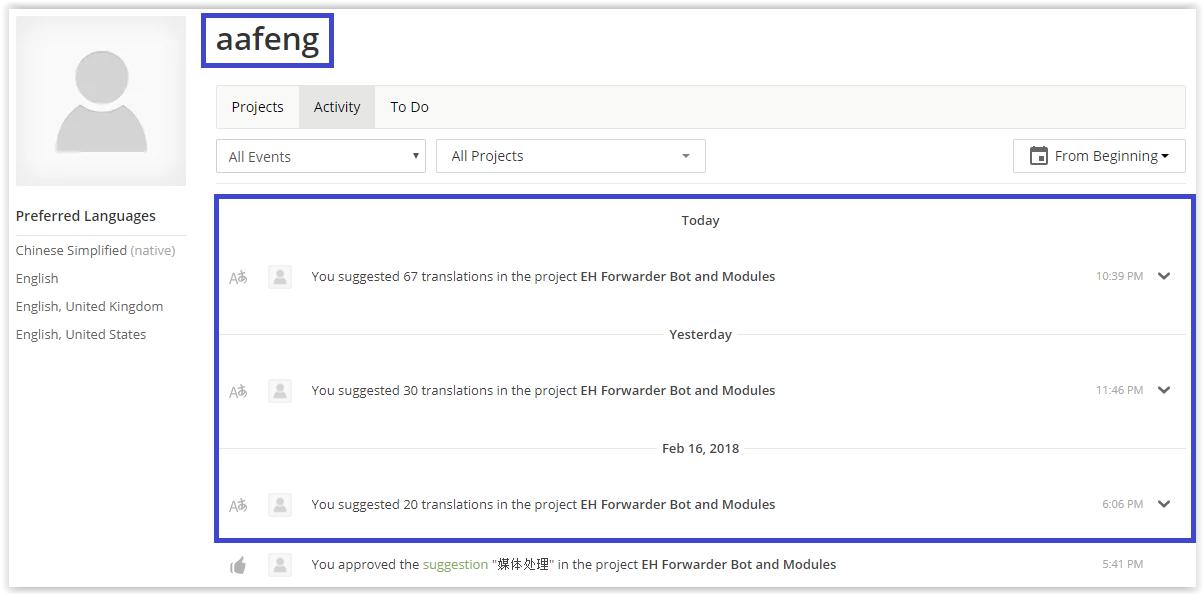 aafeng
Projects Activity To Do
All Events All Projects From Beginning
Preferred Languages
Chinese Simplified (native)
English
English, United Kingdom
English, United States
Today
You suggested 67 translations in the project EH Forwarder Bot and Modules 10:39 PM
Yesterday
You suggested 30 translations in the project EH Forwarder Bot and Modules 11:46 PM
Feb 16, 2018
You suggested 20 translations in the project EH Forwarder Bot and Modules 6:06 PM
You approved the suggestion "媒体处理" in the project EH Forwarder Bot and Modules 5:41 PM